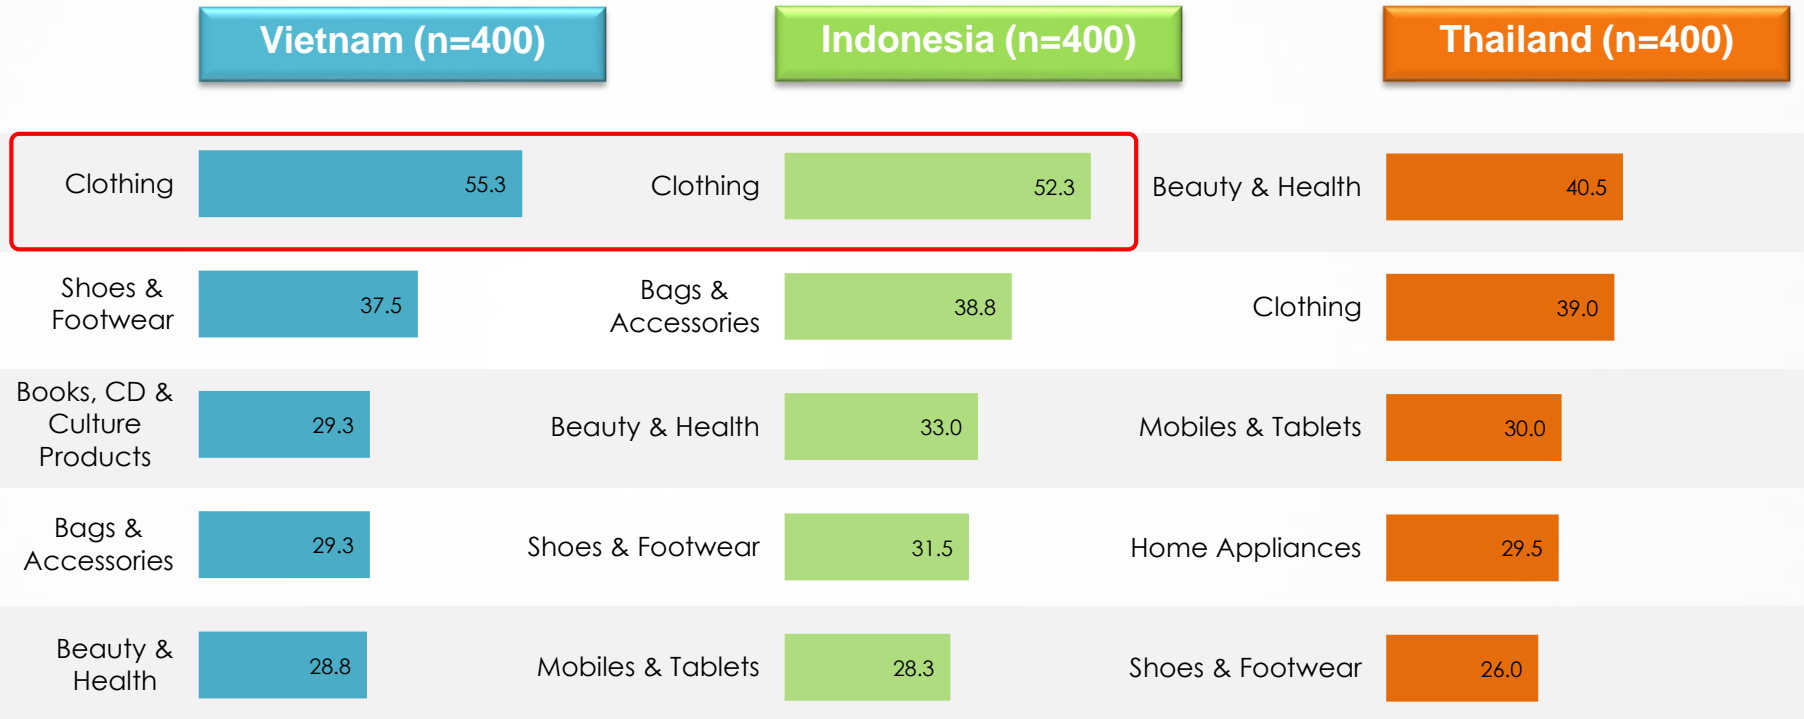 Vietnam (n=400)
Indonesia (n=400)
Thailand (n=400)
Clothing
55.3
Clothing
52.3
Beauty & Health
40.5
Shoes &
Footwear
37.5
Bags &
Accessories
38.8
Clothing
39.0
Books, CD &
Culture
Products
29.3
Beauty & Health
33.0
Mobiles & Tablets
30.0
Bags &
Accessories
29.3
Shoes & Footwear
31.5
Home Appliances
29.5
Beauty &
Health
28.8
Mobiles & Tablets
28.3
Shoes & Footwear
26.0